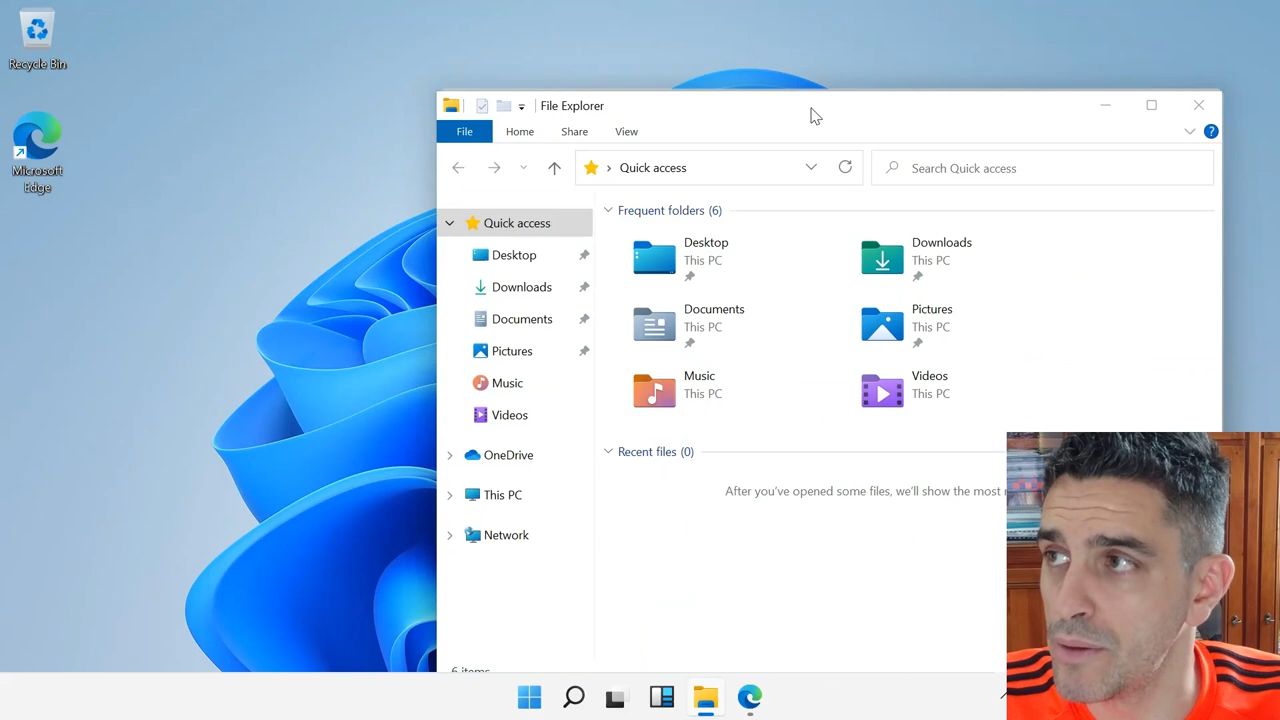 Recycle Bin
Microsoft
Edge
File Explorer
File
Home
Share
View
?
Quick access
Search Quick access
Quick access
Desktop
Downloads
Documents
Pictures
Music
Videos
OneDrive
This PC
Network
Frequent folders (6)
Desktop
This PC
Downloads
This PC
Documents
This PC
Pictures
This PC
Music
This PC
Videos
This PC
Recent files (0)
After you've opened some files, we'll show the most
6 items